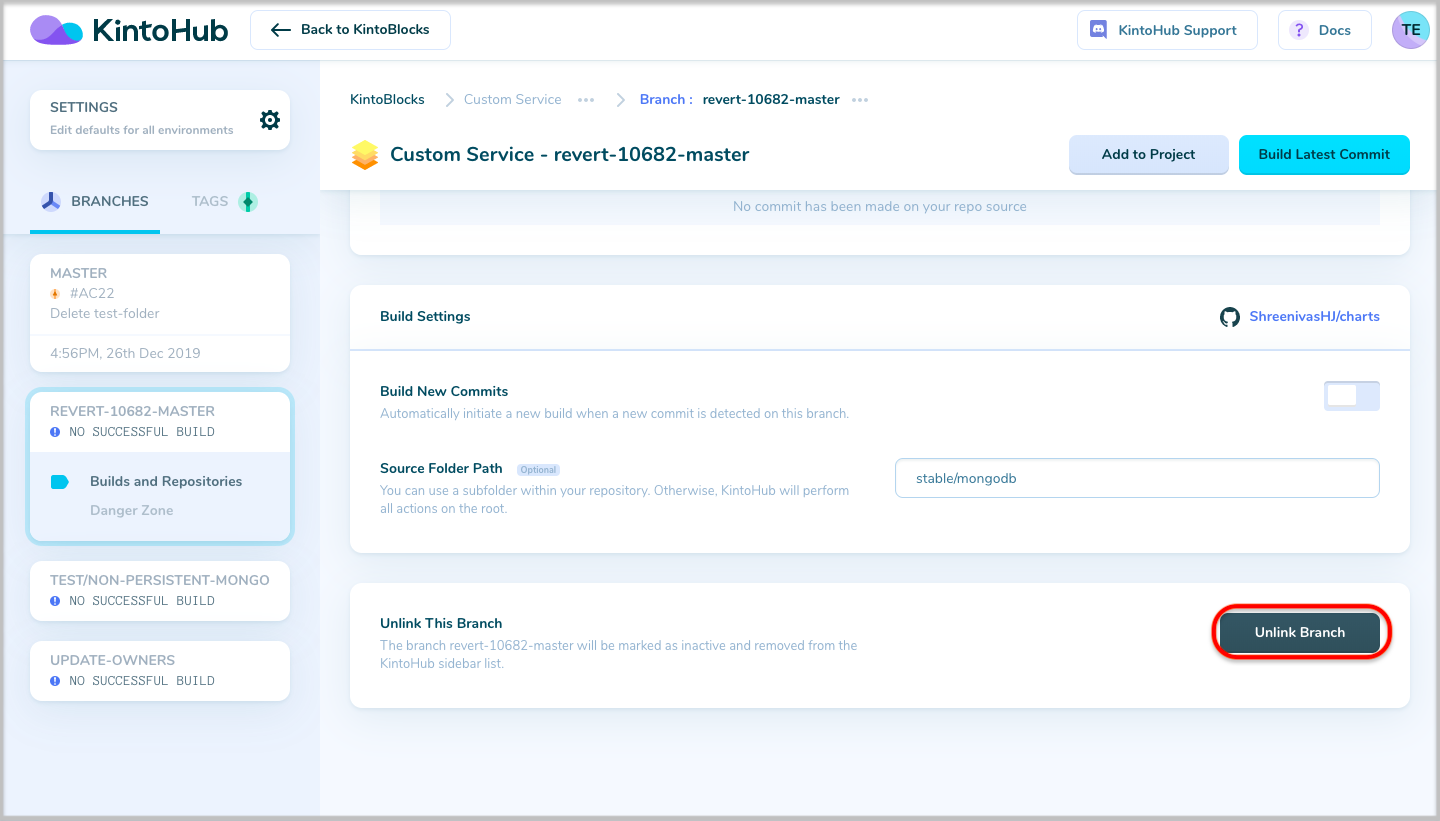 KintoHub
Back to KintoBlocks
KintoHub Support
? Docs
TE
SETTINGS
Edit defaults for all environments
BRANCHES
TAGS
MASTER
#AC22
Delete test-folder
4:56PM, 26th Dec 2019
REVERT-10682-MASTER
NO SUCCESSFUL BUILD
Builds and Repositories
Danger Zone
TEST/NON-PERSISTENT-MONGO
NO SUCCESSFUL BUILD
UPDATE-OWNERS
NO SUCCESSFUL BUILD
KintoBlocks
Custom Service
Branch : revert-10682-master
Custom Service - revert-10682-master
Add to Project
Build Latest Commit
No commit has been made on your repo source
Build Settings
ShreenivasHJ/charts
Build New Commits
Automatically initiate a new build when a new commit is detected on this branch.
Source Folder Path Optional
You can use a subfolder within your repository. Otherwise, KintoHub will perform
all actions on the root.
stable/mongodb
Unlink This Branch
The branch revert-10682-master will be marked as inactive and removed from the
KintoHub sidebar list.
Unlink Branch